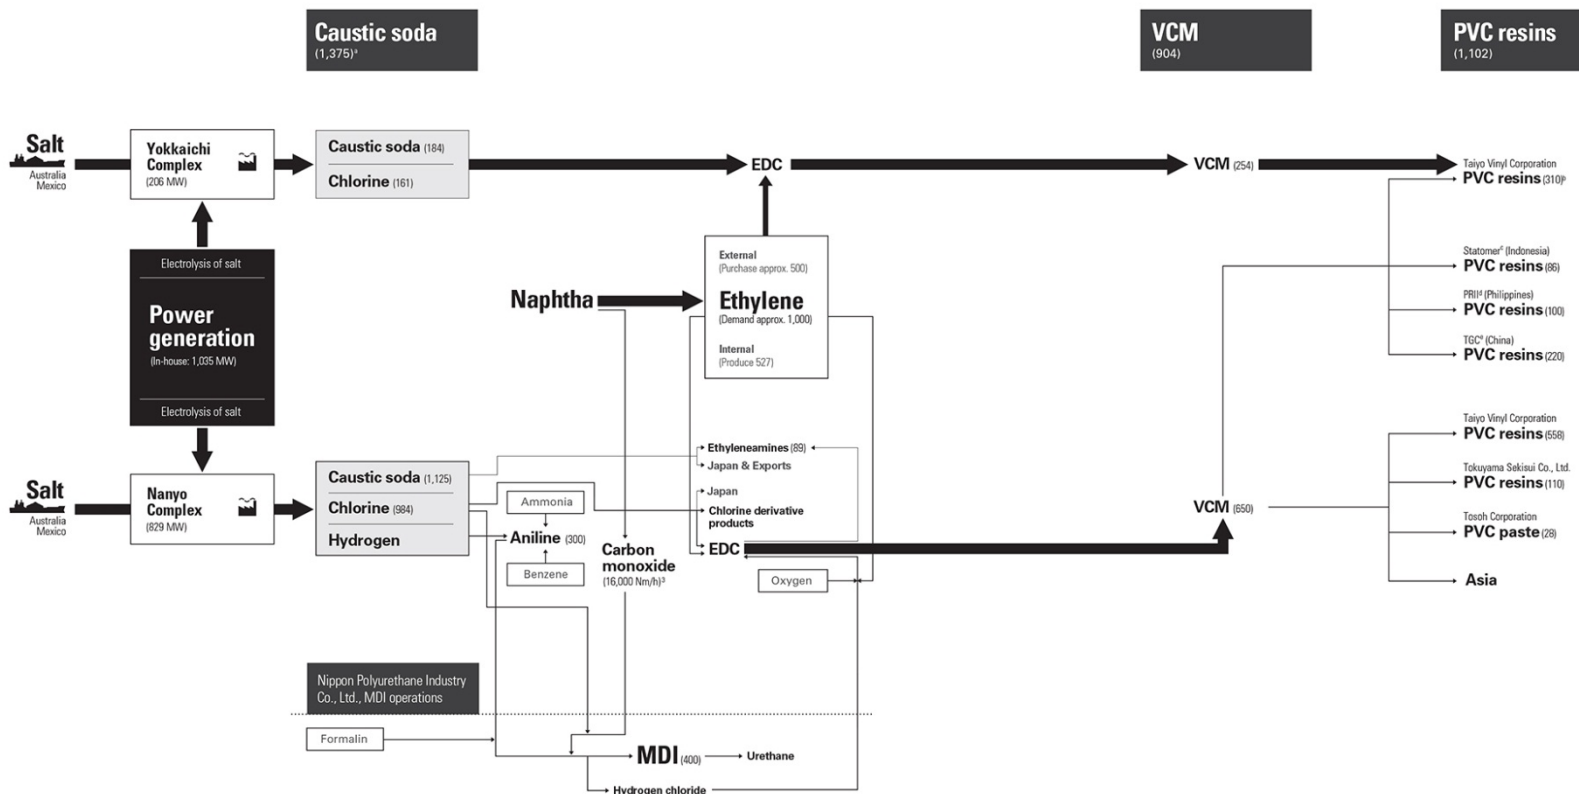 Caustic soda
(1,375)ª
VCM
(904)
PVC resins
(1,102)
Salt
Australia
Mexico
Yokkaichi
Complex
(206 MW)
Caustic soda (184)
Chlorine (161)
EDC
VCM (254)
Taiyo Vinyl Corporation
PVC resins (310)ᵇ
Electrolysis of salt
Power
generation
(In-house: 1,035 MW)
Electrolysis of salt
Naphtha
External
(Purchase approx. 500)
Ethylene
(Demand approx. 1,000)
Internal
(Produce 527)
Statomerᶜ (Indonesia)
PVC resins (86)
PRIIᵈ (Philippines)
PVC resins (100)
TGCᵉ (China)
PVC resins (220)
Salt
Australia
Mexico
Nanyo
Complex
(829 MW)
Caustic soda (1,125)
Chlorine (984)
Hydrogen
Ammonia
Aniline (300)
Benzene
Carbon
monoxide
(16,000 Nm/h)³
Ethyleneamines (89)
Japan & Exports
Japan
Chlorine derivative
products
EDC
Oxygen
VCM (650)
Taiyo Vinyl Corporation
PVC resins (558)
Tokuyama Sekisui Co., Ltd.
PVC resins (110)
Tosoh Corporation
PVC paste (28)
Asia
Nippon Polyurethane Industry
Co., Ltd., MDI operations
Formalin
MDI (400)
Urethane
Hydrogen chloride